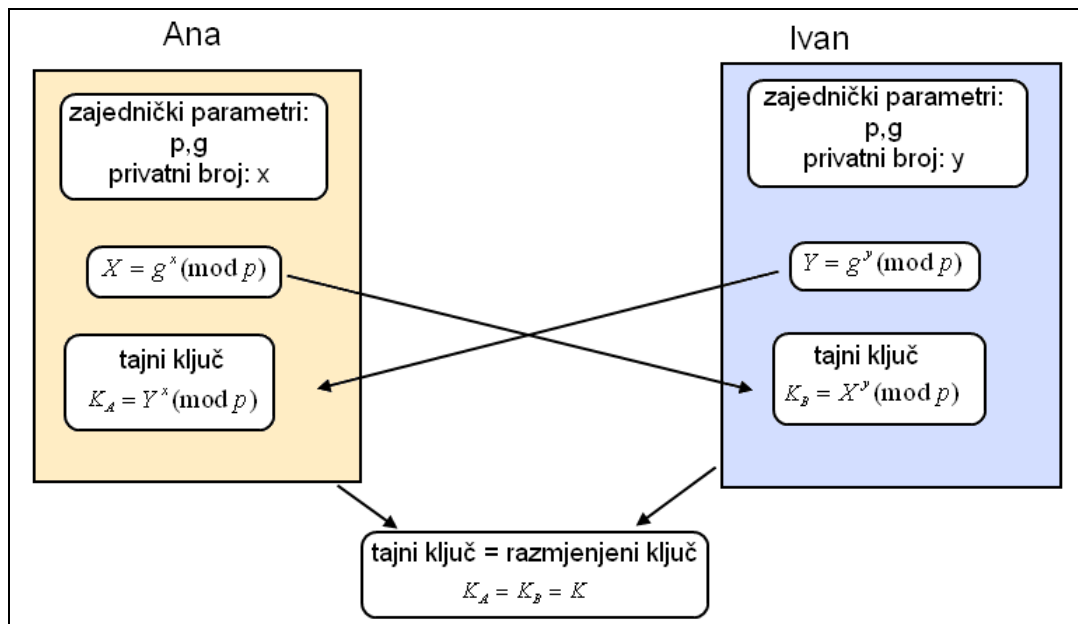 Ana
zajednički parametri:
p,g
privatni broj: x
X = g^x (mod p)
tajni ključ
K_A = Y^x (mod p)
Ivan
zajednički parametri:
p,g
privatni broj: y
Y = g^y (mod p)
tajni ključ
K_B = X^y (mod p)
tajni ključ = razmjenjeni ključ
K_A = K_B = K